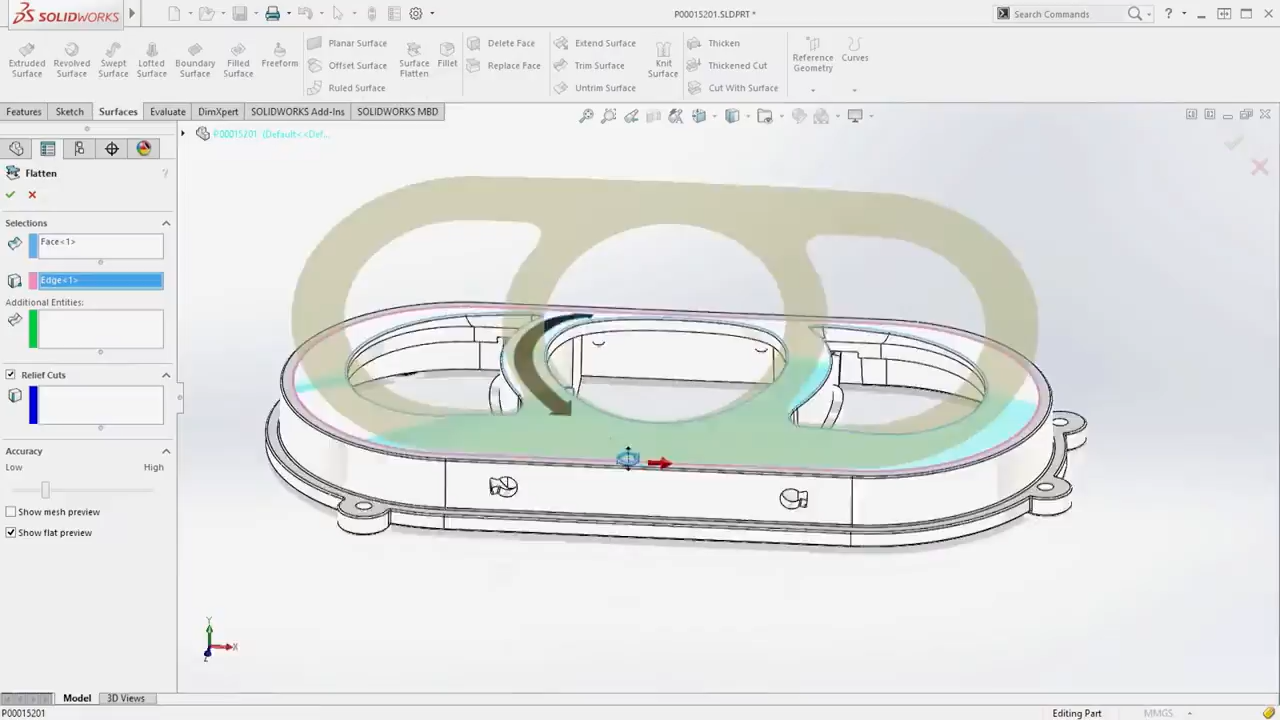 SOLIDWORKS
P00015201.SLDPRT *
Search Commands
?
Extruded Surface
Revolved Surface
Swept Surface
Lofted Surface
Boundary Surface
Filled Surface
Freeform
Planar Surface
Offset Surface
Ruled Surface
Surface Flatten
Fillet
Delete Face
Replace Face
Extend Surface
Trim Surface
Untrim Surface
Knit Surface
Thicken
Thickened Cut
Cut With Surface
Reference Geometry
Curves
Features Sketch Surfaces Evaluate DimXpert SOLIDWORKS Add-Ins SOLIDWORKS MBD
P00015201 (Default<<Def...
Flatten
?
Selections
Face<1>
Edge<1>
Additional Entities:
Relief Cuts
Accuracy
Low High
Show mesh preview
Show flat preview
Y
X
Z
Model 3D Views
P00015201 Editing Part MMGS